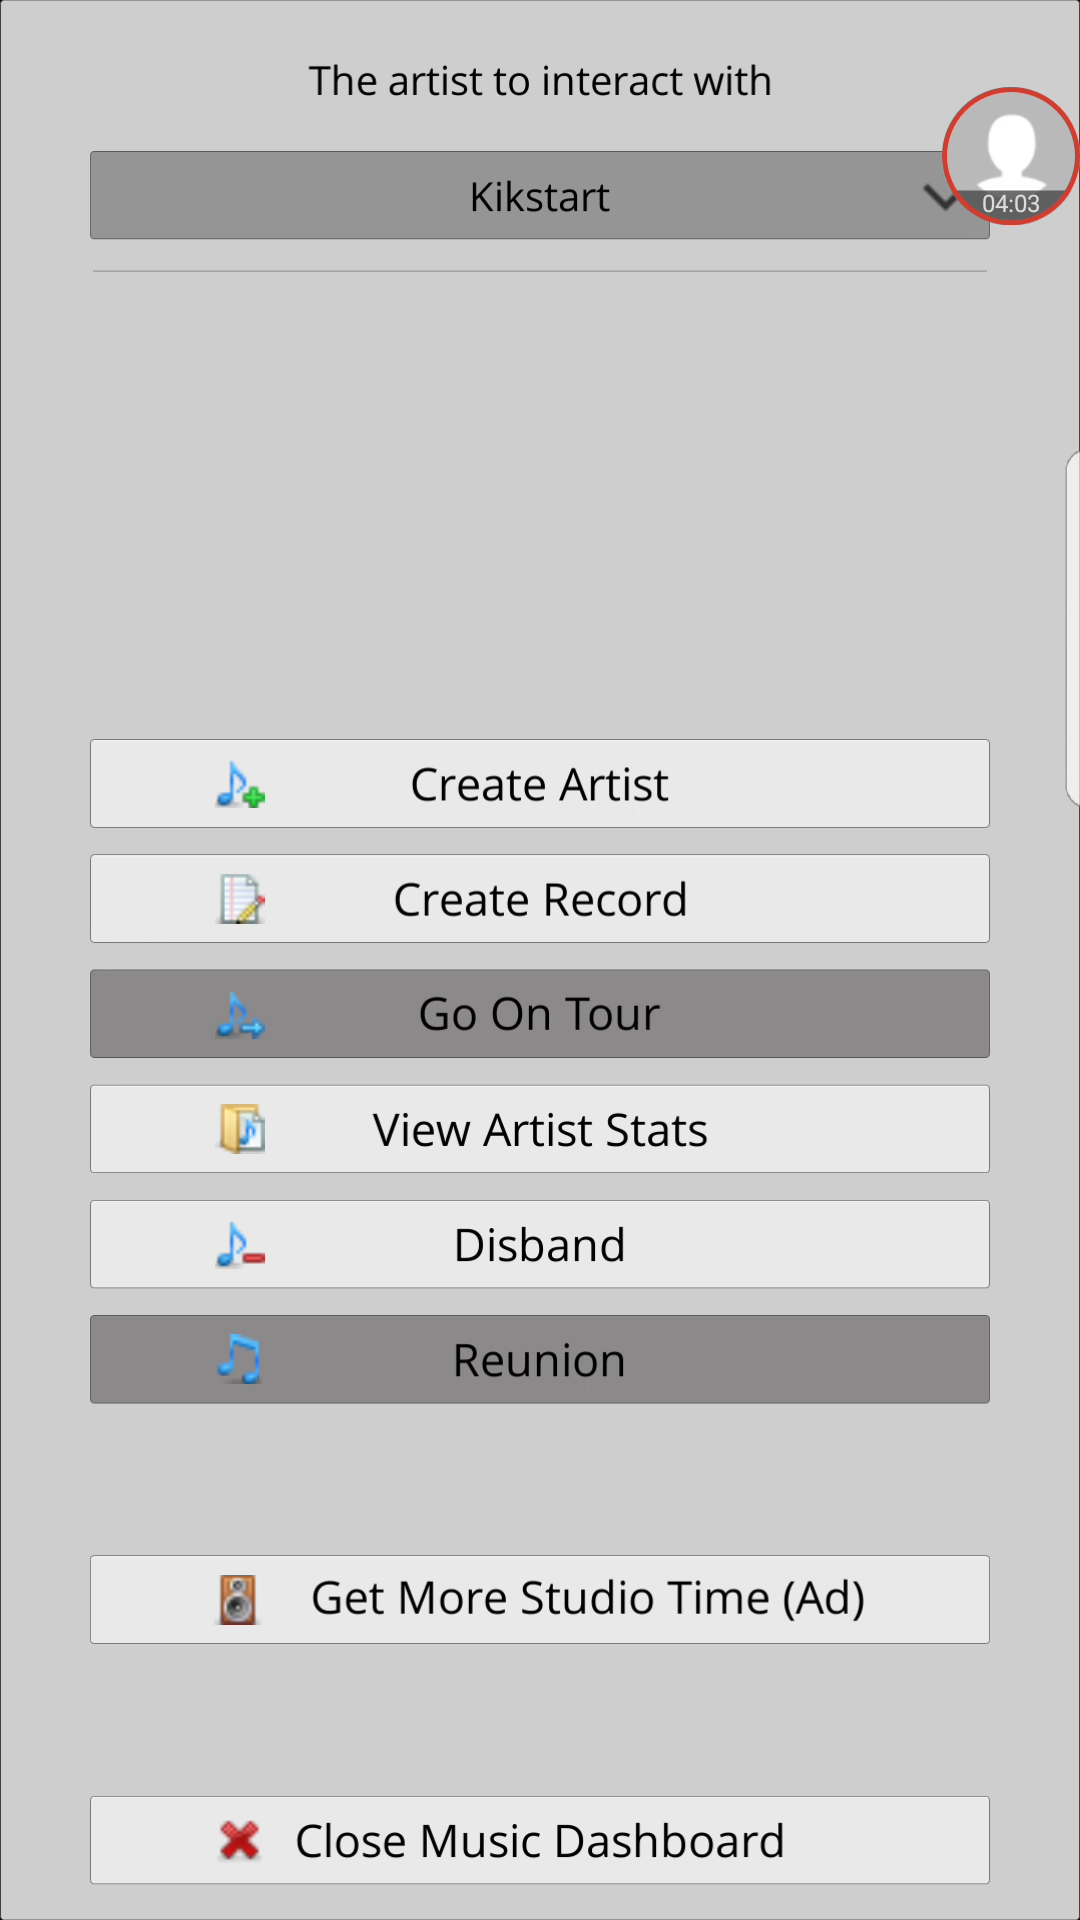 The artist to interact with
Kikstart
04:03
Create Artist
Create Record
Go On Tour
View Artist Stats
Disband
Reunion
Get More Studio Time (Ad)
Close Music Dashboard